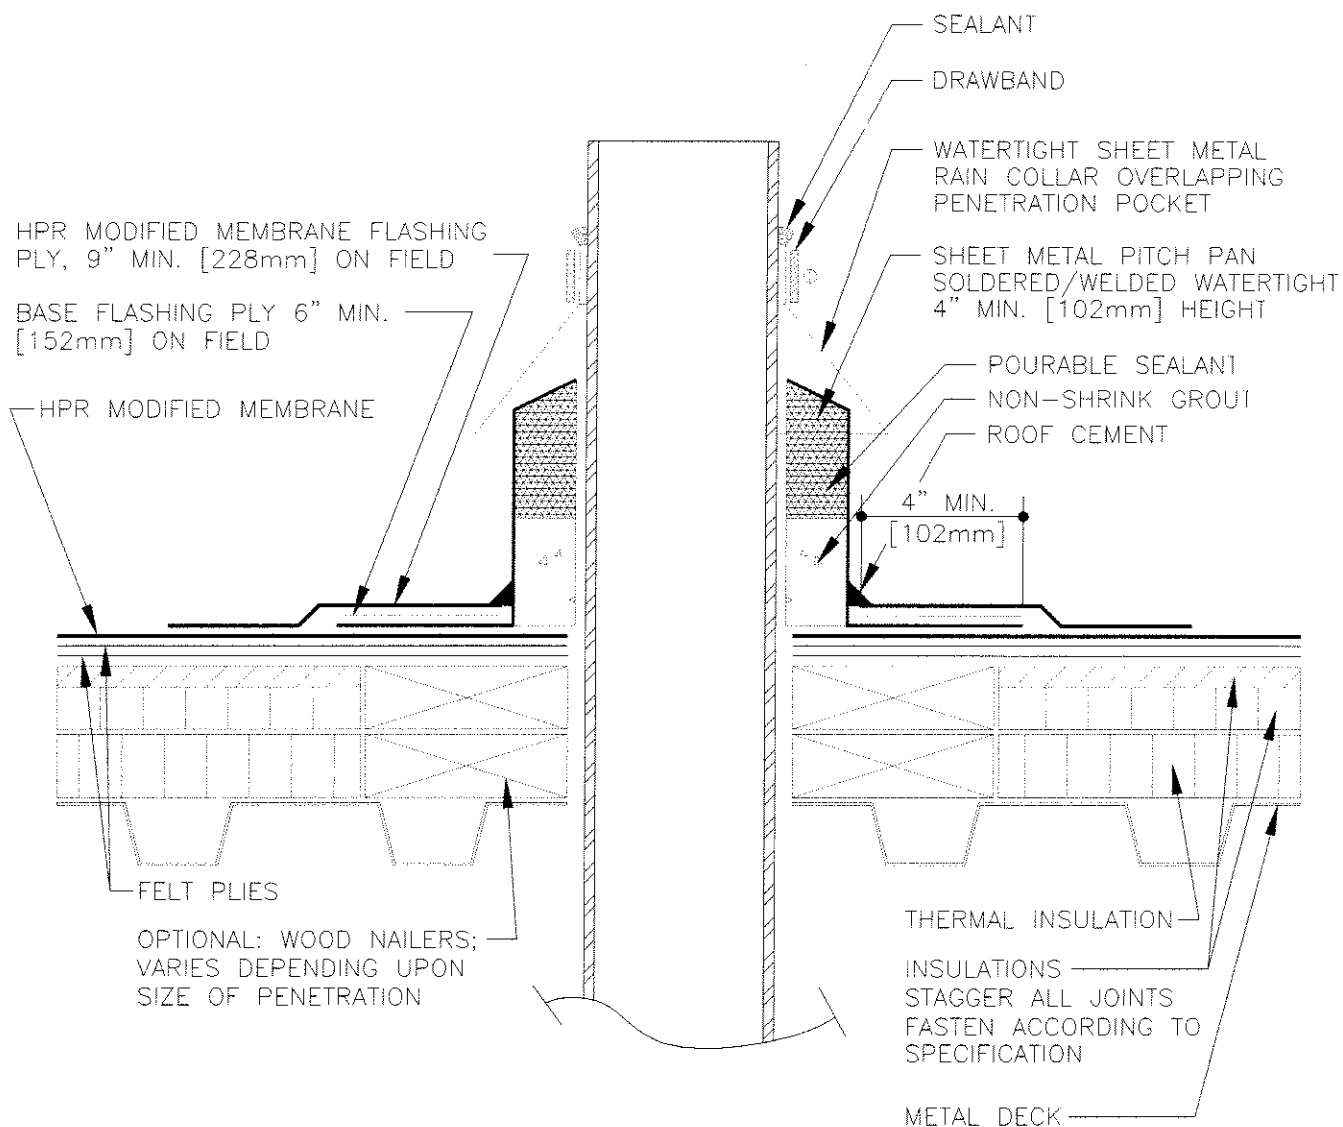 SEALANT
DRAWBAND
WATERTIGHT SHEET METAL
RAIN COLLAR OVERLAPPING
PENETRATION POCKET
HPR MODIFIED MEMBRANE FLASHING
PLY, 9” MIN. [228mm] ON FIELD
SHEET METAL PITCH PAN
SOLDERED/WELDED WATERTIGHT
4” MIN. [102mm] HEIGHT
BASE FLASHING PLY 6” MIN.
[152mm] ON FIELD
POURABLE SEALANT
NON-SHRINK GROUT
HPR MODIFIED MEMBRANE
ROOF CEMENT
4” MIN.
[102mm]
FELT PLIES
OPTIONAL: WOOD NAILERS;
VARIES DEPENDING UPON
SIZE OF PENETRATION
THERMAL INSULATION
INSULATIONS
STAGGER ALL JOINTS
FASTEN ACCORDING TO
SPECIFICATION
METAL DECK